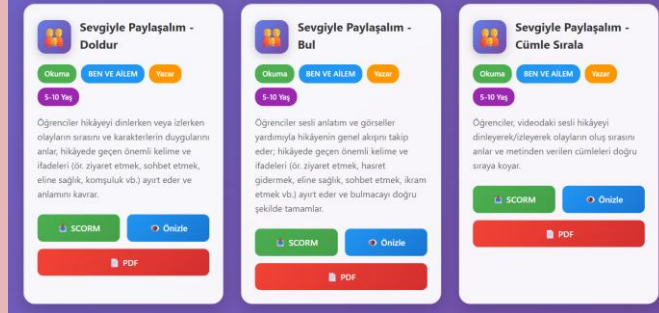 Sevgiyle Paylaşalım -
Doldur
Okuma BEN VE AİLEM Yazar
5-10 Yaş
Öğrenciler hikâyeyi dinlerken veya izlerken
olayların sırasını ve karakterlerin duygularını
anlar, hikâyede geçen önemli kelime ve
ifadeleri (ör. ziyaret etmek, sohbet etmek,
eline sağlık, komşuluk vb.) ayırt eder ve
anlamını kavrar.
SCORM Önizle
PDF
Sevgiyle Paylaşalım -
Bul
Okuma BEN VE AİLEM Yazar
5-10 Yaş
Öğrenciler sesli anlatım ve görseller
yardımıyla hikâyenin genel akışını takip
eder; hikâyede geçen önemli kelime ve
ifadeleri (ör. ziyaret etmek, hasret
gidermek, eline sağlık, sohbet etmek, ikram
etmek vb.) ayırt eder ve bulmacayı doğru
şekilde tamamlar.
SCORM Önizle
PDF
Sevgiyle Paylaşalım -
Cümle Sırala
Okuma BEN VE AİLEM Yazar
5-10 Yaş
Öğrenciler, videodaki sesli hikâyeyi
dinleyerek/izleyerek olayların oluş sırasını
anlar ve metinden verilen cümleleri doğru
sıraya koyar.
SCORM Önizle
PDF